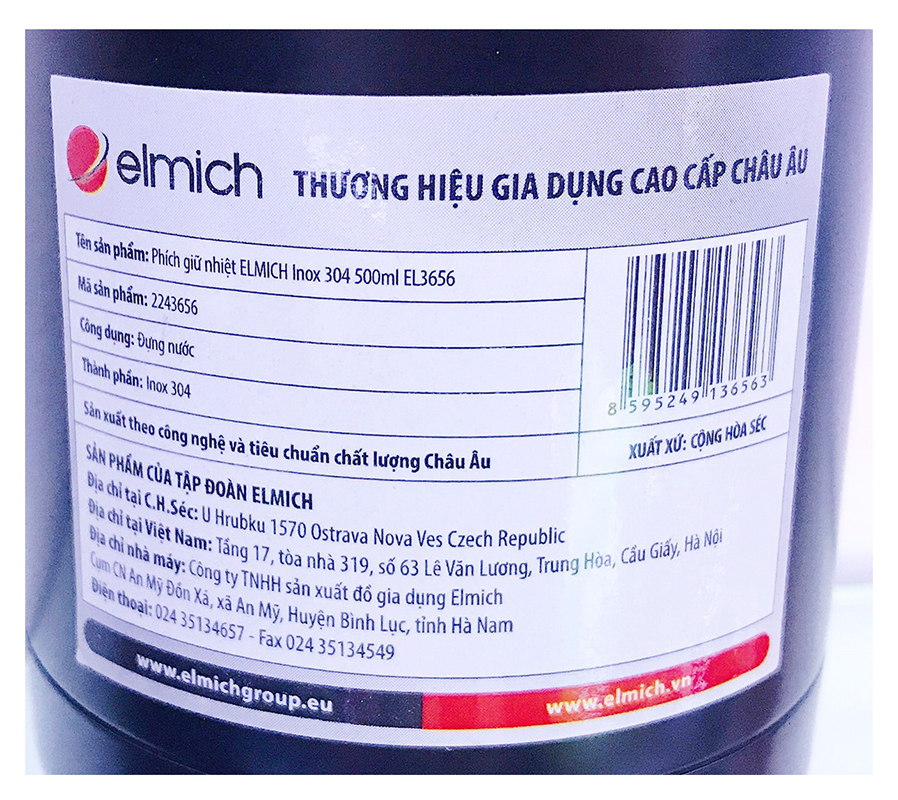 elmich THƯƠNG HIỆU GIA DỤNG CAO CẤP CHÂU ÂU
Tên sản phẩm: Phích giữ nhiệt ELMICH Inox 304 500ml EL3656
Mã sản phẩm: 2243656
Công dụng: Đựng nước
Thành phần: Inox 304
Sản xuất theo công nghệ và tiêu chuẩn chất lượng Châu Âu
8 595249 136563
XUẤT XỨ: CỘNG HÒA SÉC
SẢN PHẨM CỦA TẬP ĐOÀN ELMICH
Địa chỉ tại C.H.Séc: U Hrubku 1570 Ostrava Nova Ves Czech Republic
Địa chỉ tại Việt Nam: Tầng 17, tòa nhà 319, số 63 Lê Văn Lương, Trung Hòa, Cầu Giấy, Hà Nội
Địa chỉ nhà máy: Công ty TNHH sản xuất đồ gia dụng Elmich
Cụm CN An Mỹ Đồn Xá, xã An Mỹ, Huyện Bình Lục, tỉnh Hà Nam
Điện thoại: 024 35134657 - Fax 024 35134549
www.elmichgroup.eu
www.elmich.vn